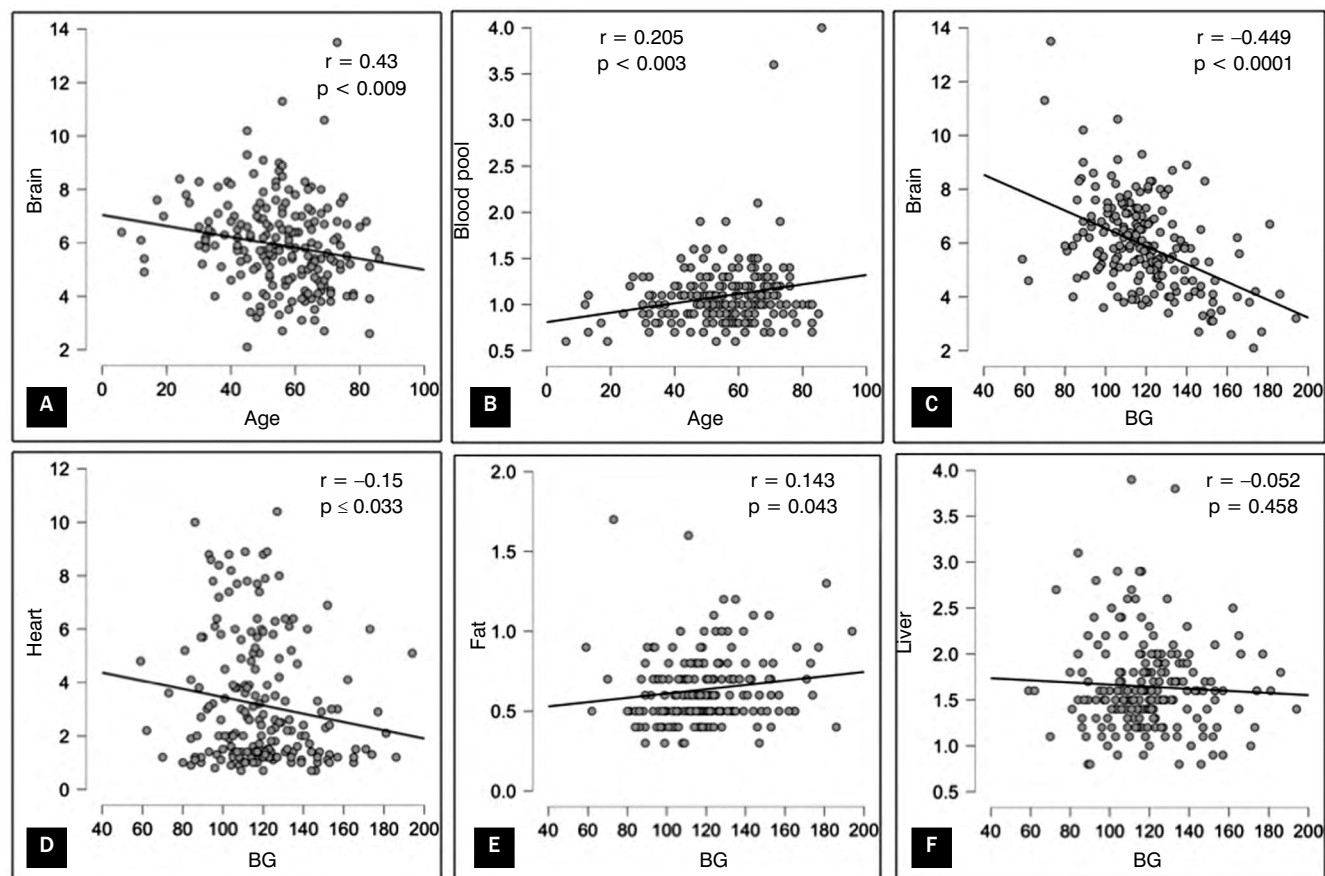 14
12
10
8
6
4
2
Brain
r = 0.43
p < 0.009
0 20 40 60 80 100
A
Age
4.0
3.5
3.0
2.5
2.0
1.5
1.0
0.5
Blood pool
r = 0.205
p < 0.003
0 20 40 60 80 100
B
Age
14
12
10
8
6
4
2
Brain
r = –0.449
p < 0.0001
40 60 80 100 120 140 160 180 200
C
BG
12
10
8
6
4
2
0
Heart
r = –0.15
p ≤ 0.033
40 60 80 100 120 140 160 180 200
D
BG
2.0
1.5
1.0
0.5
0.0
Fat
r = 0.143
p = 0.043
40 60 80 100 120 140 160 180 200
E
BG
4.0
3.5
3.0
2.5
2.0
1.5
1.0
0.5
Liver
r = –0.052
p = 0.458
40 60 80 100 120 140 160 180 200
F
BG